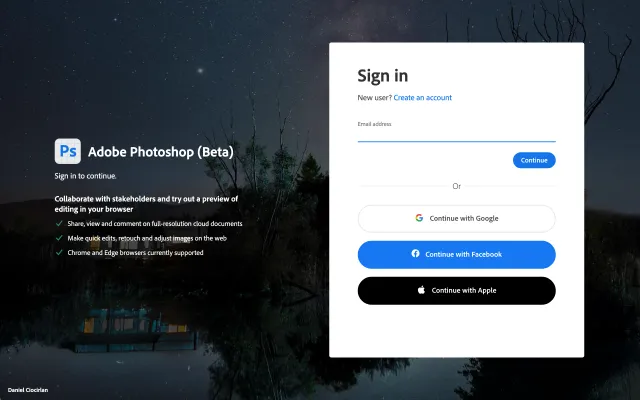 Ps Adobe Photoshop (Beta)
Sign in to continue.
Collaborate with stakeholders and try out a preview of
editing in your browser
Share, view and comment on full-resolution cloud documents
Make quick edits, retouch and adjust images on the web
Chrome and Edge browsers currently supported
Sign in
New user? Create an account
Email address
Continue
Or
Continue with Google
Continue with Facebook
Continue with Apple
Daniel Ciocirlan